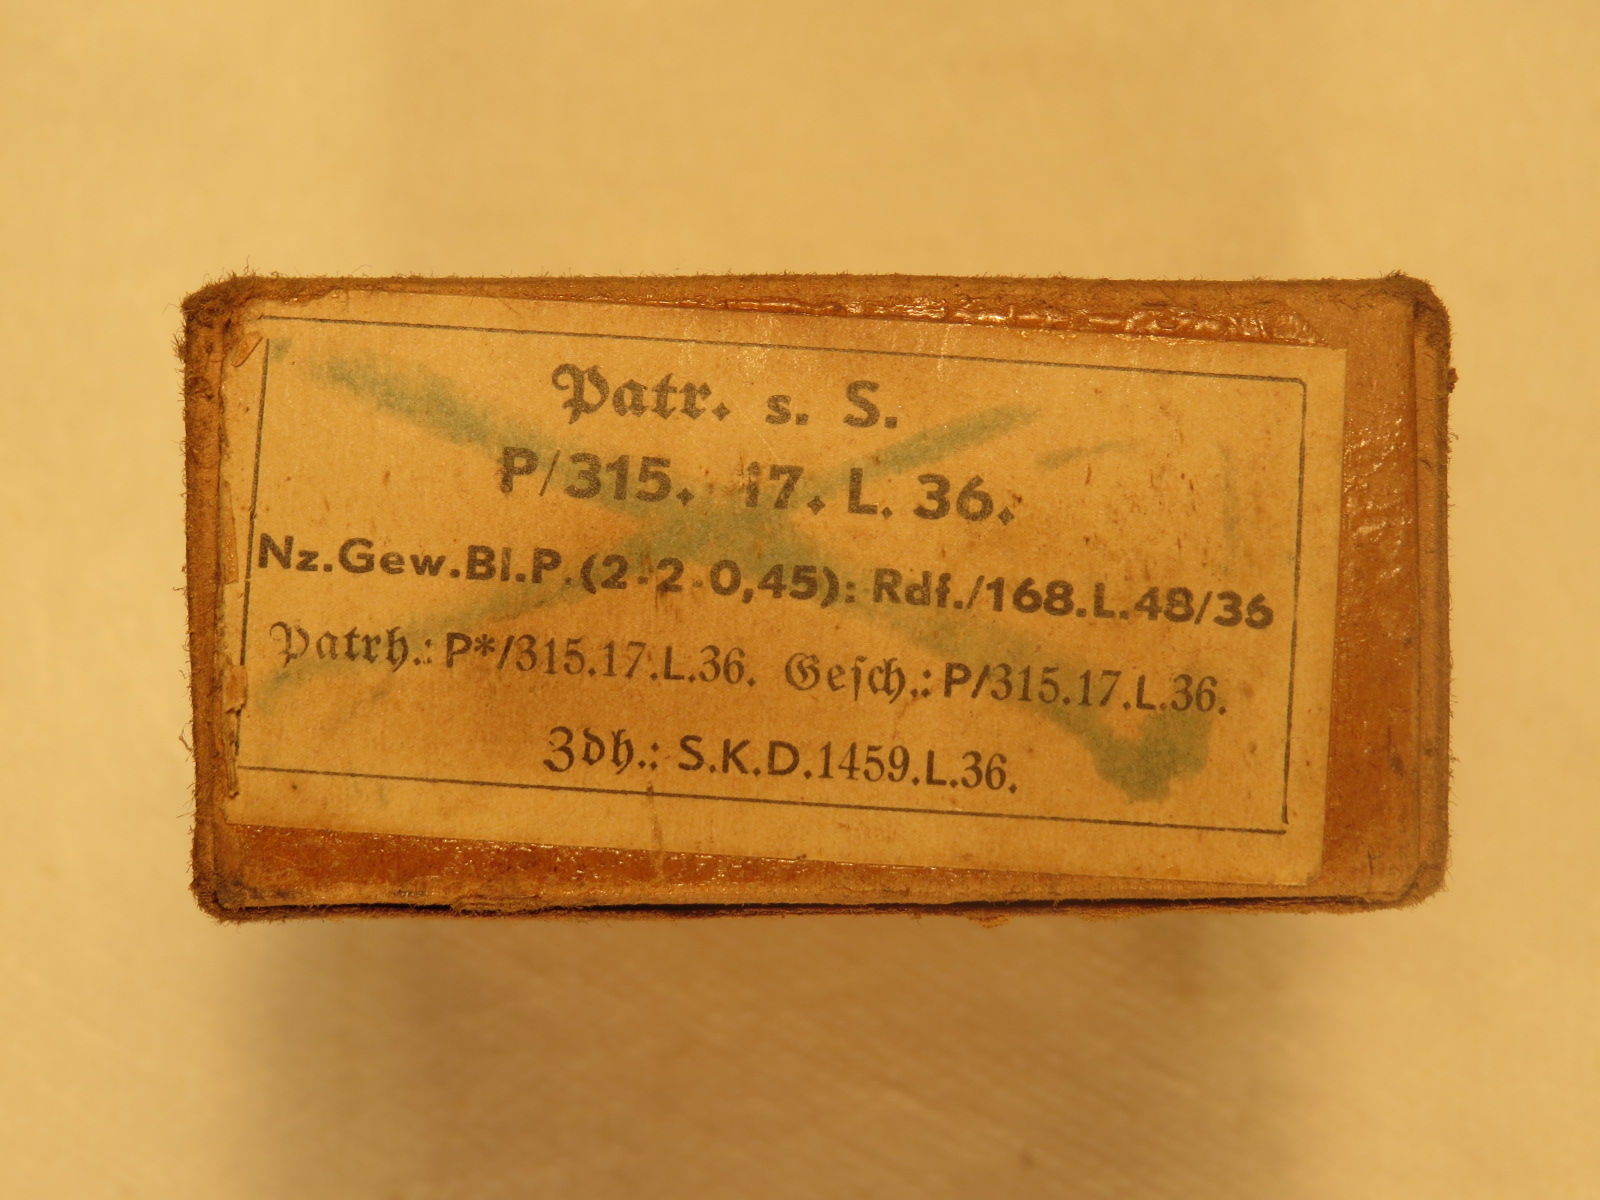 Patr. s. S.
P/315. 17. L. 36.
Nz.Gew.Bl.P.(2·2·0,45): Rdf./168.L.48/36
Patrh.: P*/315.17.L.36. Gesch.: P/315.17.L.36.
Zdh.: S.K.D.1459.L.36.